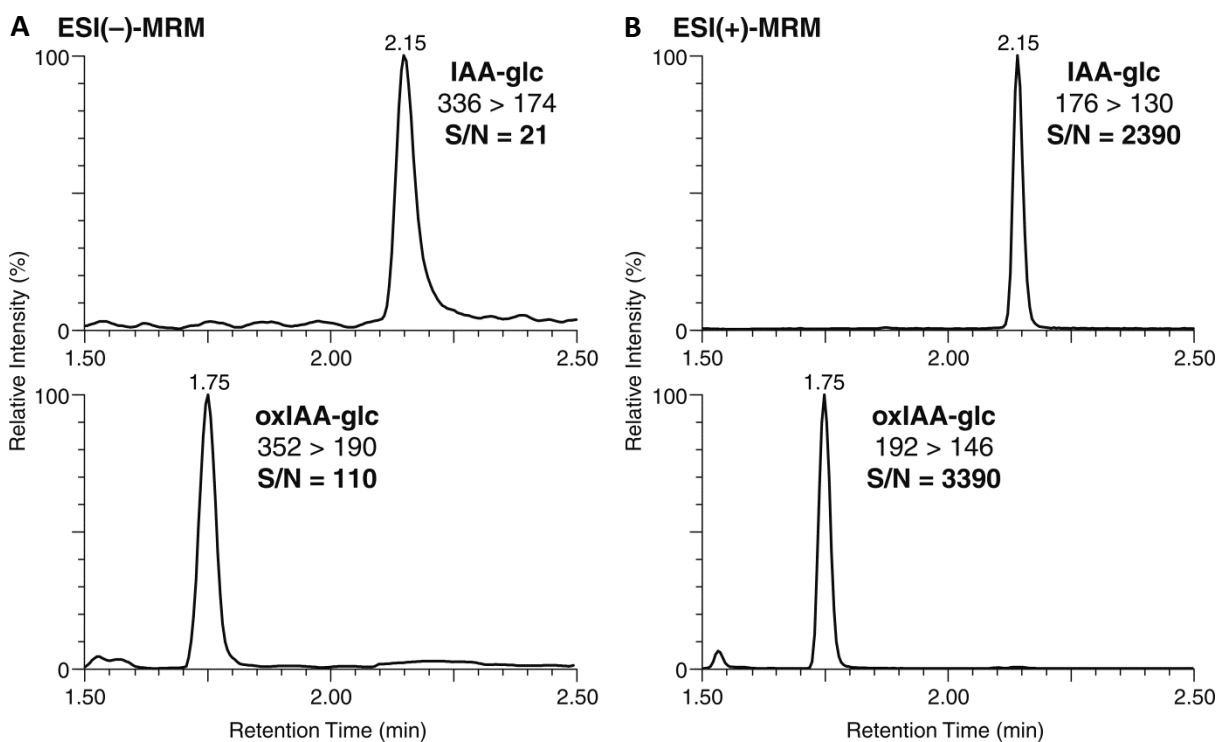 A ESI(–)-MRM
2.15
100
IAA-glc
336 > 174
S/N = 21
0
1.50
2.00
2.50
1.75
100
oxIAA-glc
352 > 190
S/N = 110
0
1.50
2.00
2.50
Relative Intensity (%)
Retention Time (min)
B ESI(+)-MRM
2.15
100
IAA-glc
176 > 130
S/N = 2390
0
1.50
2.00
2.50
1.75
100
oxIAA-glc
192 > 146
S/N = 3390
0
1.50
2.00
2.50
Relative Intensity (%)
Retention Time (min)